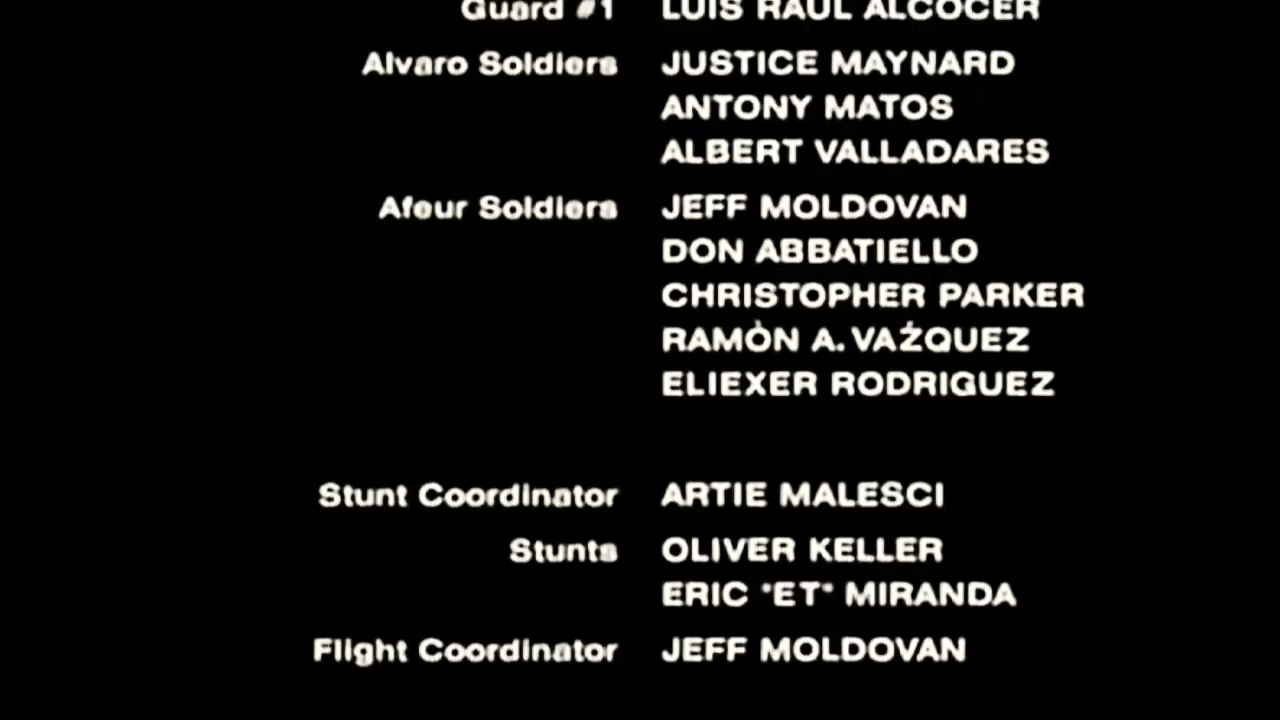 Guard #1 LUIS RAUL ALCOCER
Alvaro Soldiers JUSTICE MAYNARD
ANTONY MATOS
ALBERT VALLADARES
Afeur Soldiers JEFF MOLDOVAN
DON ABBATIELLO
CHRISTOPHER PARKER
RAMÒN A. VAŹQUEZ
ELIEXER RODRIGUEZ
Stunt Coordinator ARTIE MALESCI
Stunts OLIVER KELLER
ERIC "ET" MIRANDA
Flight Coordinator JEFF MOLDOVAN